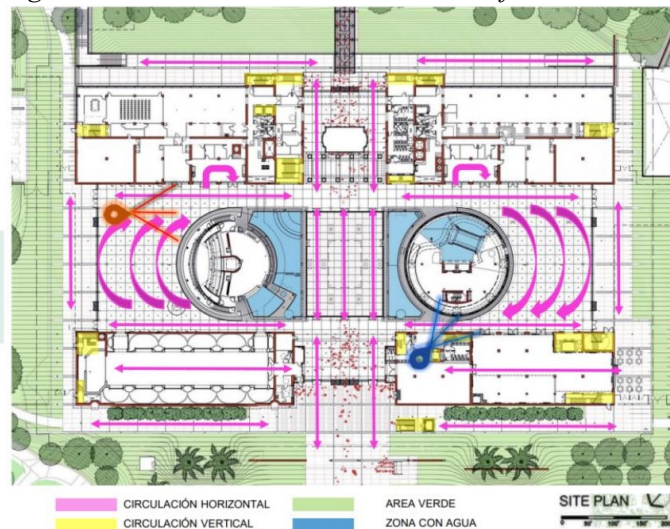 CIRCULACIÓN HORIZONTAL
AREA VERDE
SITE PLAN
CIRCULACIÓN VERTICAL
ZONA CON AGUA